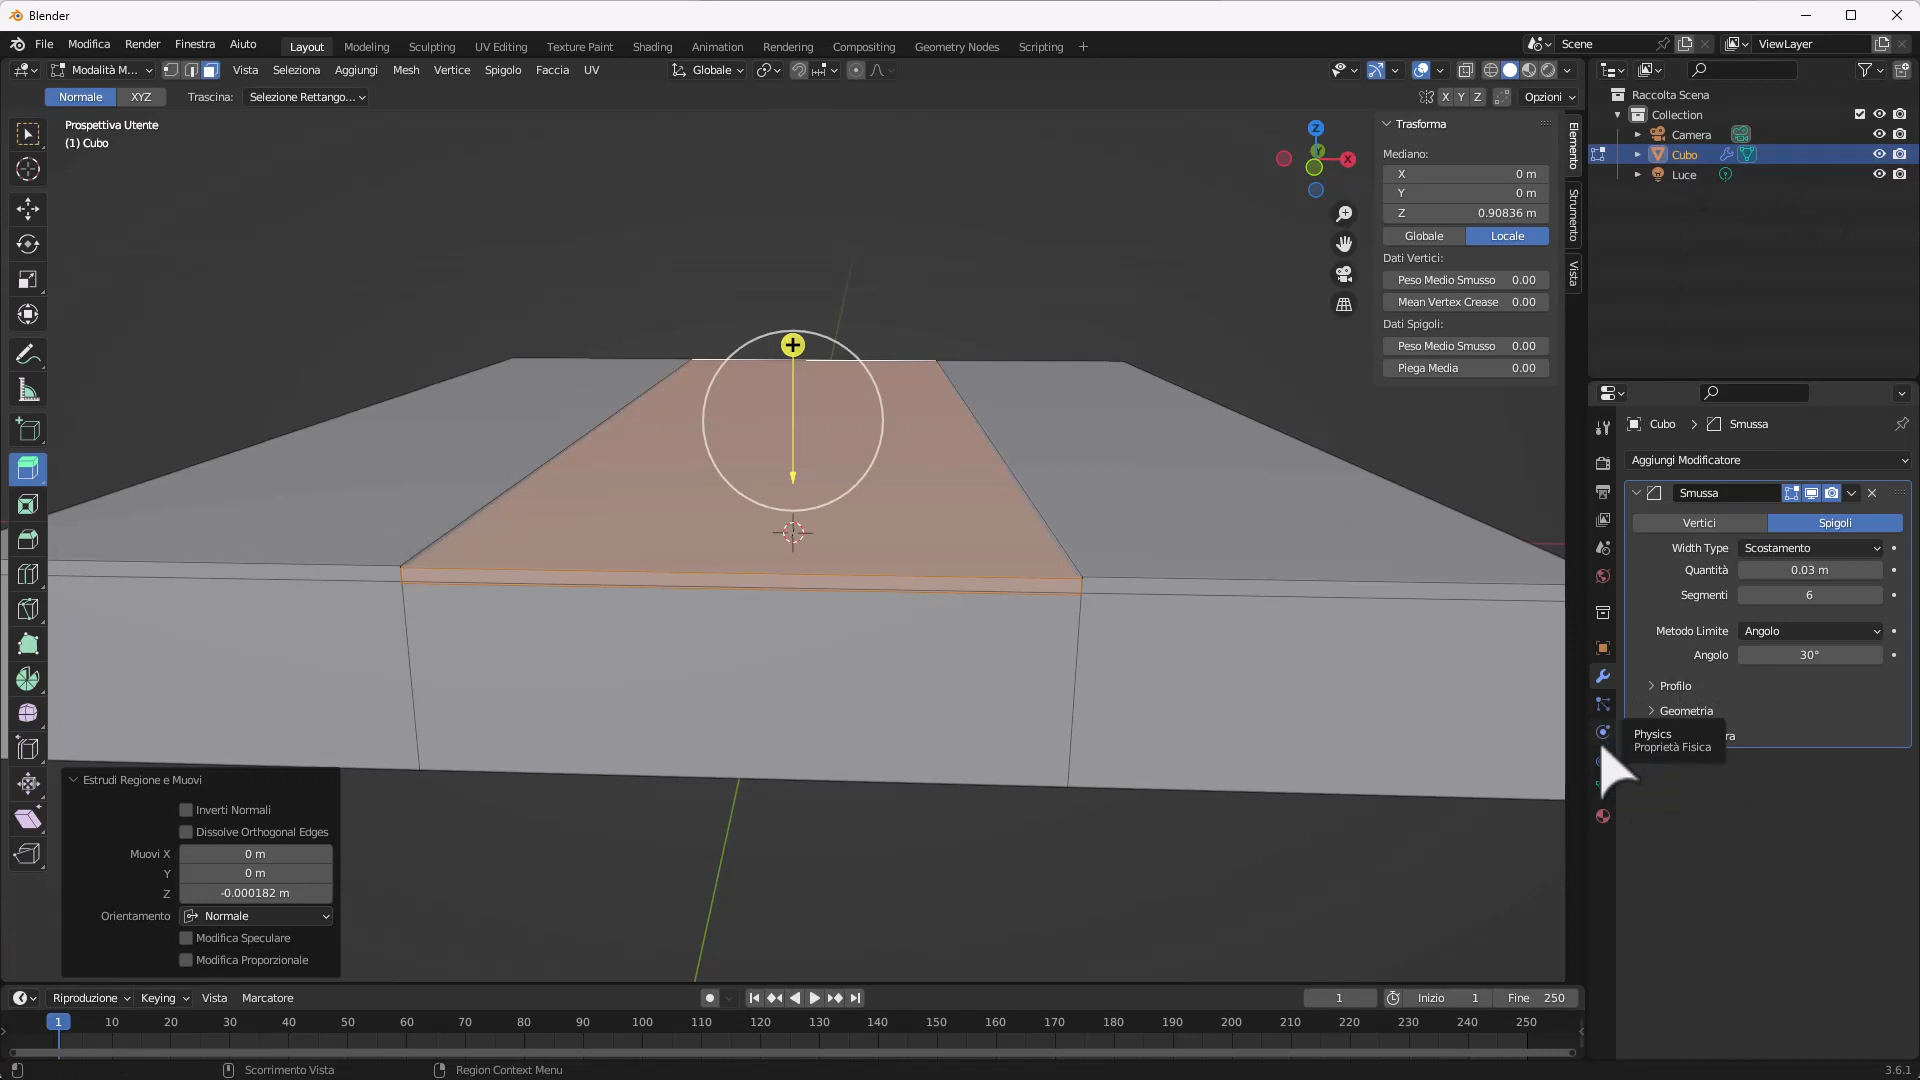 Blender
File Modifica Render Finestra Aiuto Layout Modeling Sculpting UV Editing Texture Paint Shading Animation Rendering Compositing Geometry Nodes Scripting + Scene ViewLayer
Modalità M... Vista Seleziona Aggiungi Mesh Vertice Spigolo Faccia UV Globale
Normale XYZ Trascina: Selezione Rettango... X Y Z Opzioni
Prospettiva Utente
(1) Cubo
Z
Y
X
Trasforma
Mediano:
X 0 m
Y 0 m
Z 0.90836 m
Globale Locale
Dati Vertici:
Peso Medio Smusso 0.00
Mean Vertex Crease 0.00
Dati Spigoli:
Peso Medio Smusso 0.00
Piega Media 0.00
Elemento
Strumento
Vista
Raccolta Scena
Collection
Camera
Cubo
Luce
Cubo > Smussa
Aggiungi Modificatore
Smussa
Vertici Spigoli
Width Type Scostamento
Quantità 0.03 m
Segmenti 6
Metodo Limite Angolo
Angolo 30°
Profilo
Geometria
ra
Physics
Proprietà Fisica
Estrudi Regione e Muovi
Inverti Normali
Dissolve Orthogonal Edges
Muovi X 0 m
Y 0 m
Z -0.000182 m
Orientamento Normale
Modifica Speculare
Modifica Proporzionale
Riproduzione Keying Vista Marcatore 1 Inizio 1 Fine 250
1 10 20 30 40 50 60 70 80 90 100 110 120 130 140 150 160 170 180 190 200 210 220 230 240 250
Scorrimento Vista Region Context Menu 3.6.1